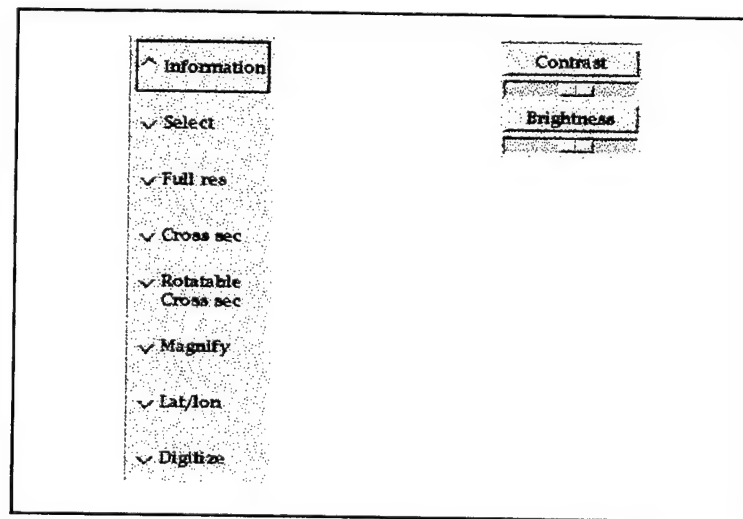 Information
Select
Full res
Cross sec
Rotatable
Cross sec
Magnify
Lat/lon
Digitize
Contrast
Brightness